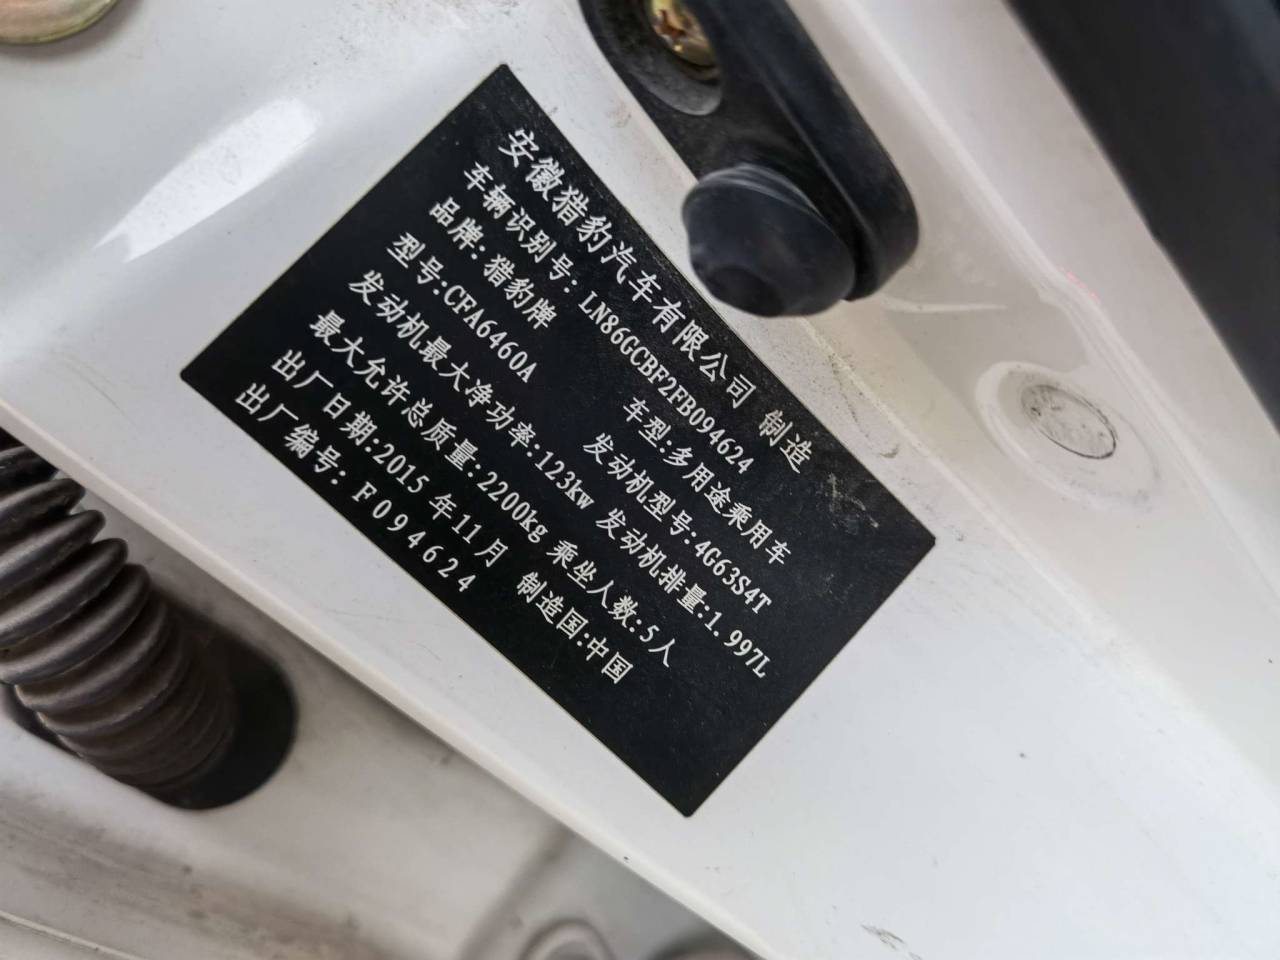 安徽猎豹汽车有限公司 制造
车辆识别号: LN86GCBF2FB094624
品牌: 猎豹牌 车型:多用途乘用车
型号:CFA6460A 发动机型号:4G63S4T
发动机最大净功率:123kw 发动机排量:1.997L
最大允许总质量:2200kg 乘坐人数:5人
出厂日期:2015年11月 制造国:中国
出厂编号: F094624